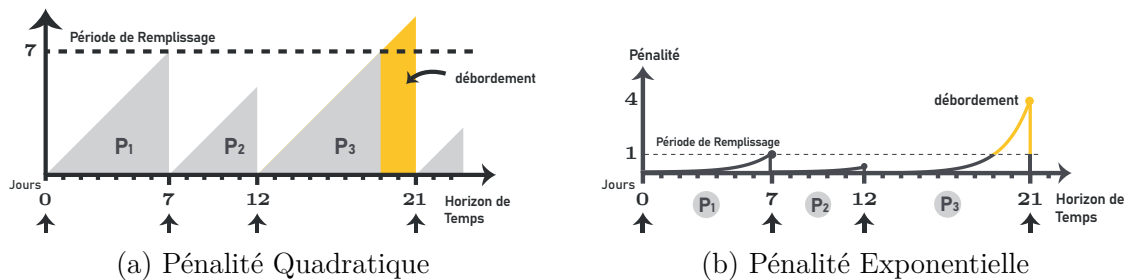 Période de Remplissage
7
débordement
P1
P2
P3
Jours
0
7
12
21
Horizon de
Temps
(a) Pénalité Quadratique
Pénalité
4
débordement
Période de Remplissage
1
Jours
0
7
12
21
P1
P2
P3
Horizon de
Temps
(b) Pénalité Exponentielle